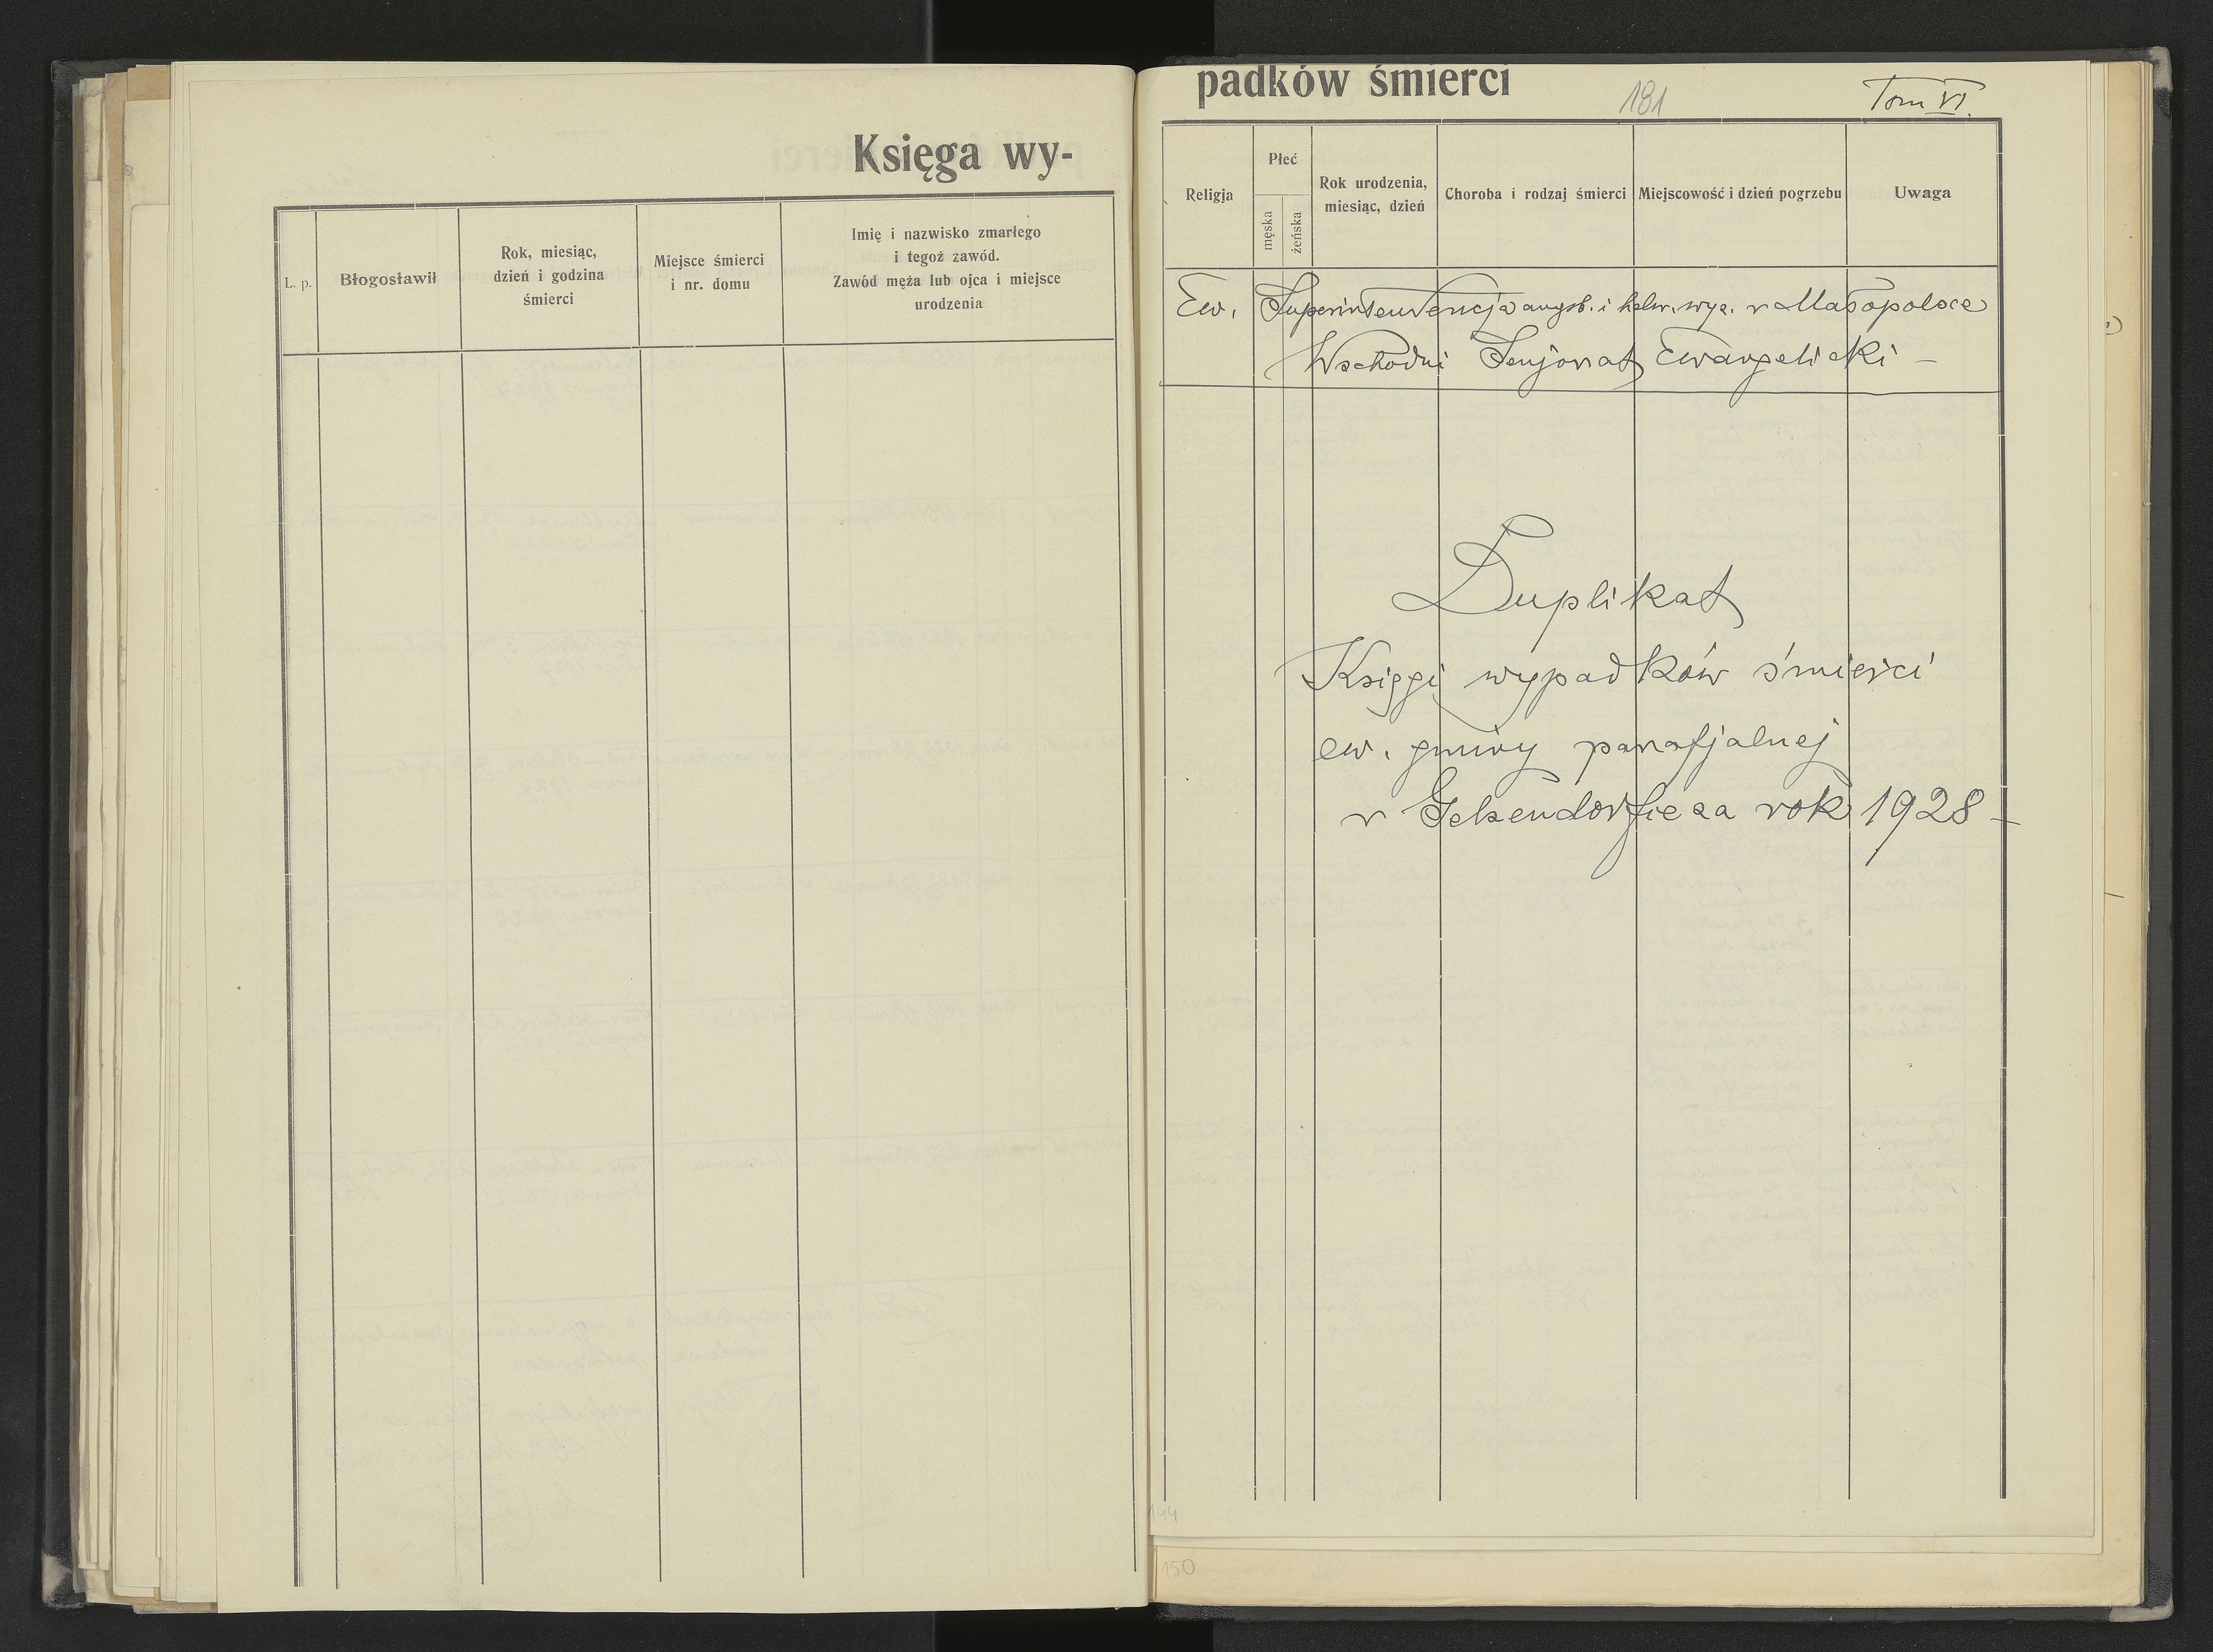 Księga wy-
L. p.
Błogosławił
Rok, miesiąc,
dzień i godzina
śmierci
Miejsce śmierci
i nr. domu
Imię i nazwisko zmarłego
i tegoż zawód.
Zawód męża lub ojca i miejsce
urodzenia
padków śmierci
181
Tom VI.
Religja
Płeć
męska
żeńska
Rok urodzenia,
miesiąc, dzień
Choroba i rodzaj śmierci
Miejscowość i dzień pogrzebu
Uwaga
Ew. Superintendencja augsb. i helw. wyz. w Małopolsce
Wschodni Senjorat Ewangelicki –
Duplikat
Księgi wypadków śmierci
ew. gminy parafjalnej
w Gelsendorfie za rok 1928 –
144
150